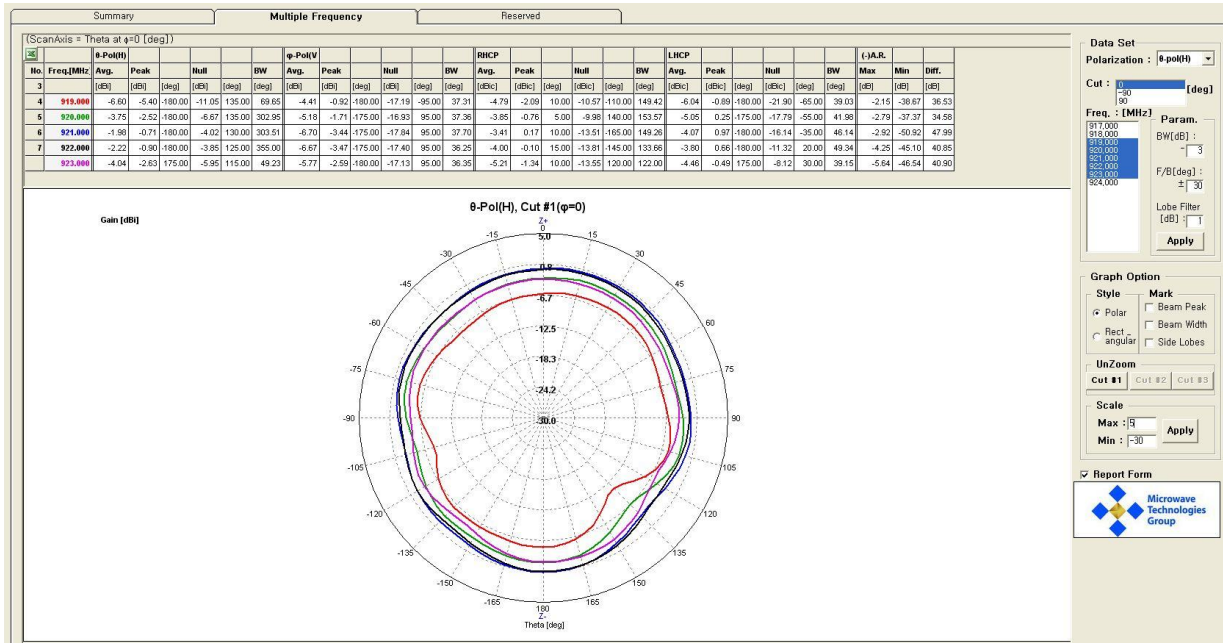 Summary Multiple Frequency Reserved
(ScanAxis = Theta at φ=0 [deg])
θ-Pol(H) φ-Pol(V RHCP LHCP (-)A.R.
No. Freq.[MHz] Avg. Peak Null BW Avg. Peak Null BW Avg. Peak Null BW Avg. Peak Null BW Max Min Diff.
3 [dBi] [dBi] [deg] [dBi] [deg] [deg] [dBi] [dBi] [deg] [dBi] [deg] [deg] [dBic] [dBic] [deg] [dBic] [deg] [deg] [dBic] [dBic] [deg] [dBic] [deg] [deg] [dB] [dB] [dB]
4 919.000 -6.60 -5.40 -180.00 -11.05 135.00 69.65 -4.41 -0.92 -180.00 -17.19 -95.00 37.31 -4.79 -2.09 10.00 -10.57 -110.00 149.42 -6.04 -0.89 -180.00 -21.90 -65.00 39.03 -2.15 -38.67 36.53
5 920.000 -3.75 -2.52 -180.00 -6.67 135.00 302.95 -5.18 -1.71 -175.00 -16.93 -95.00 37.36 -3.85 -0.76 5.00 -9.98 140.00 153.57 -5.05 0.25 -175.00 -17.79 -55.00 41.98 -2.79 -37.37 34.58
6 921.000 -1.98 -0.71 -180.00 -4.02 130.00 303.51 -6.70 -3.44 -175.00 -17.84 95.00 37.70 -3.41 0.17 10.00 -13.51 -165.00 149.26 -4.07 0.97 -180.00 -16.14 -35.00 46.14 -2.92 -50.92 47.99
7 922.000 -2.22 -0.90 -180.00 -3.85 125.00 355.00 -6.67 -3.47 -175.00 -17.40 95.00 36.25 -4.00 -0.10 15.00 -13.81 -145.00 133.66 -3.80 0.66 -180.00 -11.32 20.00 49.34 -4.25 -45.10 40.85
923.000 -4.04 -2.63 175.00 -5.95 115.00 49.23 -5.77 -2.59 -180.00 -17.13 95.00 36.35 -5.21 -1.34 10.00 -13.55 120.00 122.00 -4.46 -0.49 175.00 -8.12 30.00 39.15 -5.64 -46.54 40.90
θ-Pol(H), Cut #1(φ=0)
Gain [dBi]
Z+
0
5.0
-15 15
-30 30
-45 45
-60 60
-75 75
-90 90
-105 105
-120 120
-135 135
-150 150
-165 165
180
-0.8
-6.7
-12.5
-18.3
-24.2
-30.0
Z-
Theta [deg]
Data Set
Polarization : θ-pol(H)
Cut : 0 [deg]
-90
90
Freq. : [MHz]
917,000
918,000
919,000
920,000
921,000
922,000
923,000
924,000
Param.
BW[dB] :
- 3
F/B[deg] :
± 30
Lobe Filter
[dB] : 1
Apply
Graph Option
Style Mark
Polar Beam Peak
Rect_ Beam Width
angular Side Lobes
UnZoom
Cut #1 Cut #2 Cut #3
Scale
Max : 5
Min : -30
Apply
Report Form
Microwave
Technologies
Group